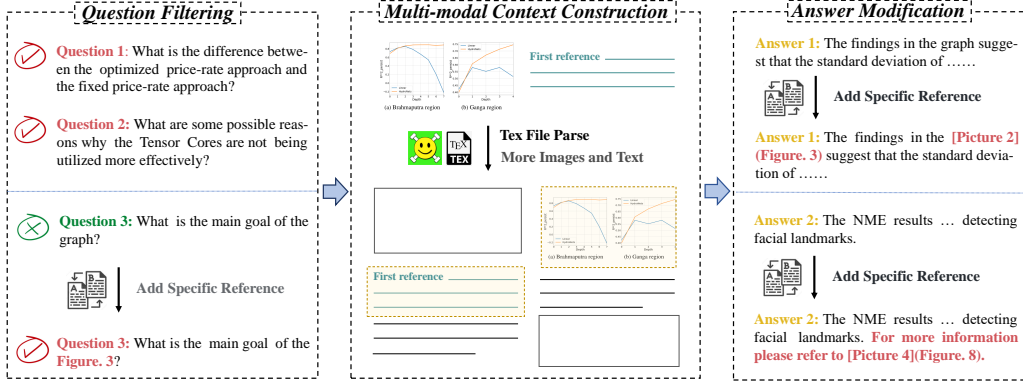 Question Filtering
Question 1: What is the difference betwe-
en the optimized price-rate approach and
the fixed price-rate approach?
Question 2: What are some possible reas-
ons why the Tensor Cores are not being
utilized more effectively?
Question 3: What is the main goal of the
graph?
Add Specific Reference
Question 3: What is the main goal of the
Figure. 3?
Multi-modal Context Construction
(a) Brahmaputra region
(b) Ganga region
First reference
Tex File Parse
More Images and Text
TEX
TEX
(a) Brahmaputra region
(b) Ganga region
First reference
Answer Modification
Answer 1: The findings in the graph sugge-
st that the standard deviation of ……
Add Specific Reference
Answer 1: The findings in the [Picture 2]
(Figure. 3) suggest that the standard devia-
tion of ……
Answer 2: The NME results … detecting
facial landmarks.
Add Specific Reference
Answer 2: The NME results … detecting
facial landmarks. For more information
please refer to [Picture 4](Figure. 8).